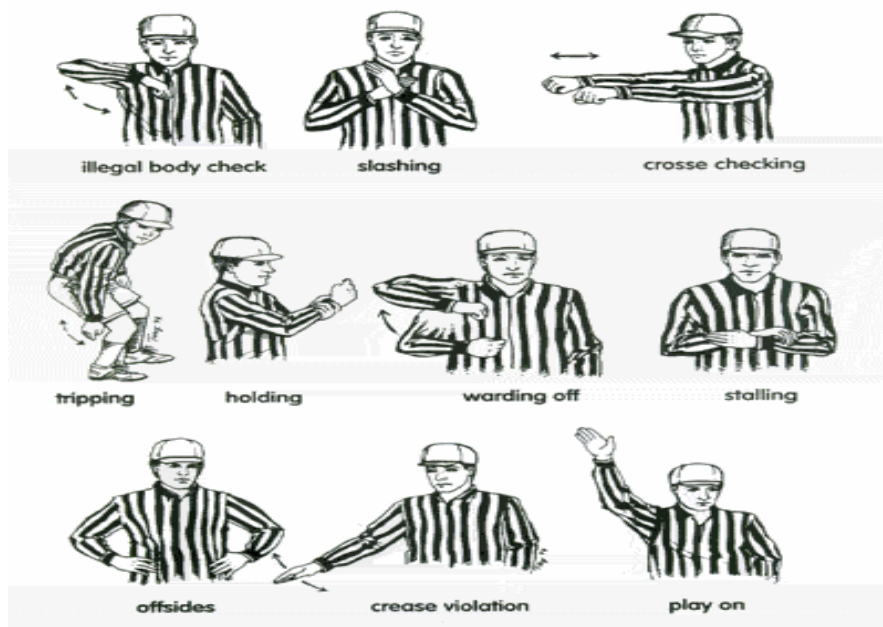 illegal body check
slashing
crosse checking
tripping
holding
warding off
stalling
offsides
crease violation
play on